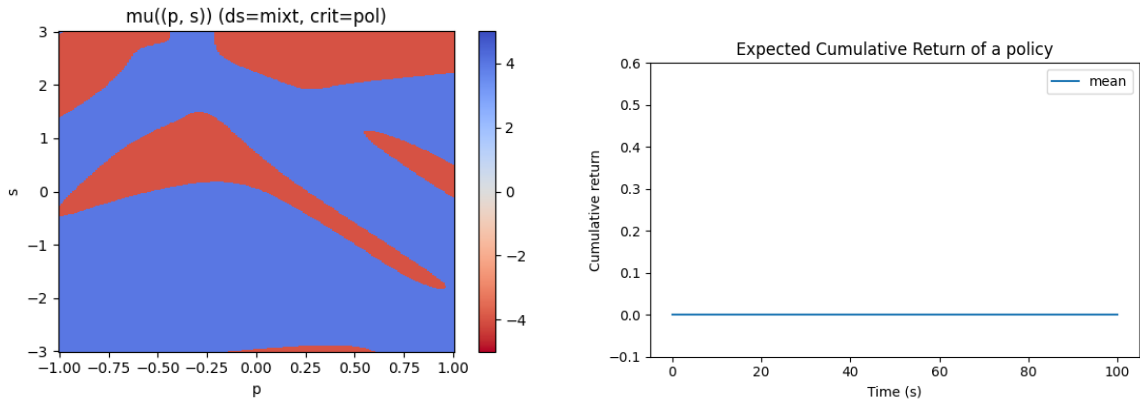 mu((p, s)) (ds=mixt, crit=pol)
3
2
1
0
−1
−2
−3
s
−1.00 −0.75 −0.50 −0.25 0.00 0.25 0.50 0.75 1.00
p
4
2
0
−2
−4
Expected Cumulative Return of a policy
mean
0.6
0.5
0.4
0.3
0.2
0.1
0.0
−0.1
Cumulative return
0 20 40 60 80 100
Time (s)